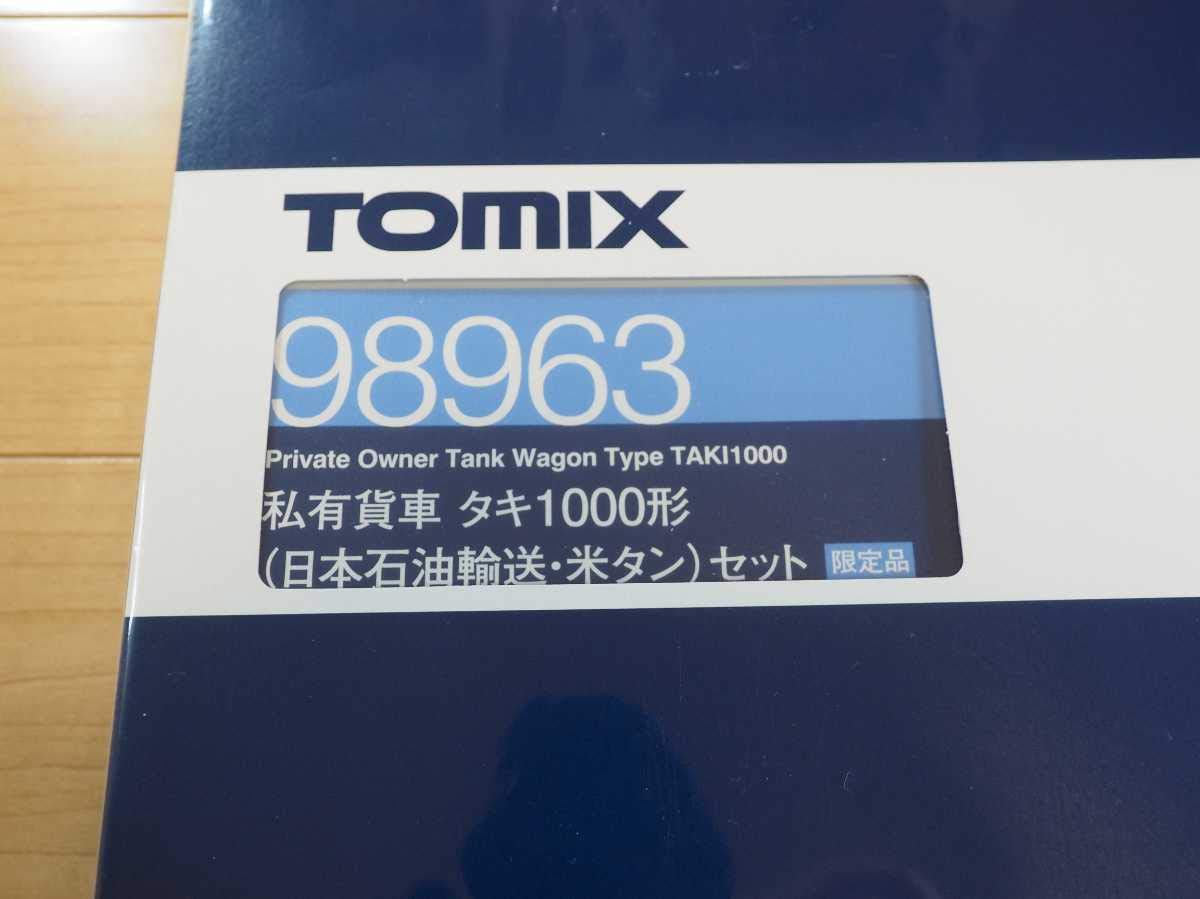 TOMIX
98963
Private Owner Tank Wagon Type TAKI1000
私有貨車 タキ1000形
(日本石油輸送・米タン)セット 限定品